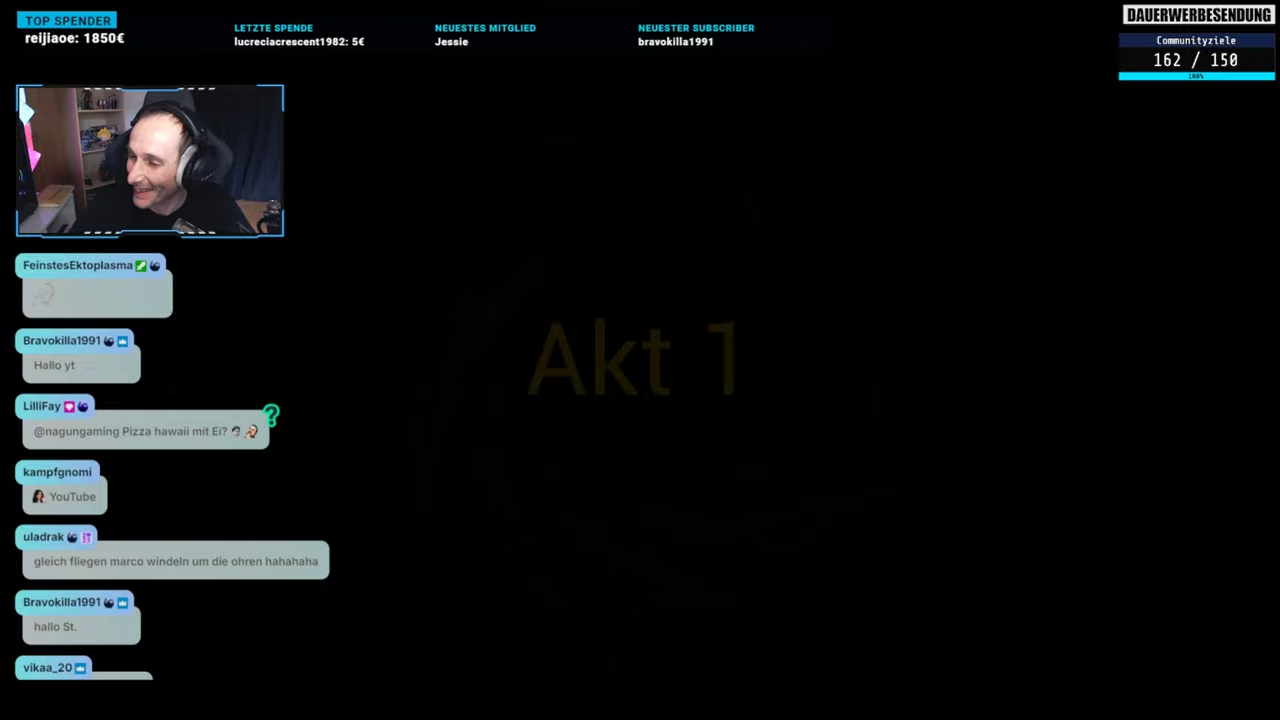 TOP SPENDER
reijiaoe: 1850€
LETZTE SPENDE
lucreciacrescent1982: 5€
NEUESTES MITGLIED
Jessie
NEUESTER SUBSCRIBER
bravokilla1991
DAUERWERBESENDUNG
Communityziele
162 / 150
108%
FeinstesEktoplasma
Bravokilla1991
Hallo yt
LilliFay
@nagungaming Pizza hawaii mit Ei?
?
kampfgnomi
YouTube
uladrak
gleich fliegen marco windeln um die ohren hahahaha
Bravokilla1991
hallo St.
vikaa_20
Akt 1